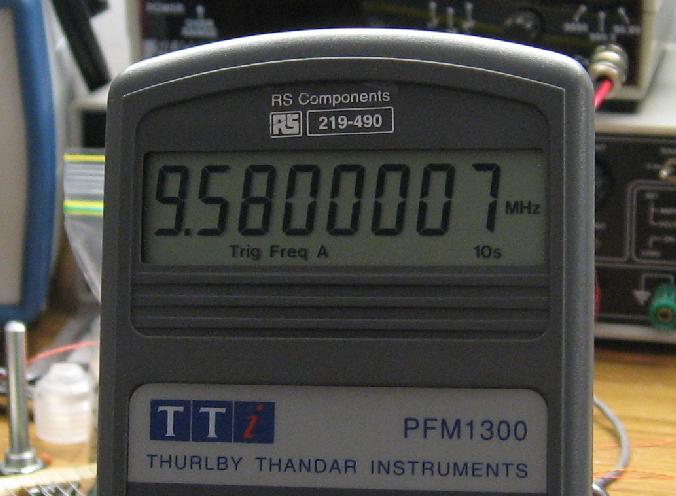 RS Components
RS 219-490
9.5800007 MHz
Trig Freq A 10s
TTi PFM1300
THURLBY THANDAR INSTRUMENTS